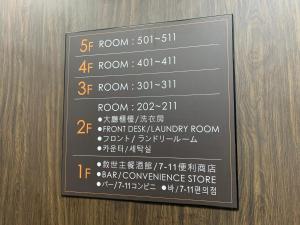 5F ROOM : 501~511
4F ROOM : 401~411
3F ROOM : 301~311
ROOM : 202~211
2F ●大廳櫃檯/洗衣房
●FRONT DESK/LAUNDRY ROOM
●フロント/ランドリールーム
●카운터/세탁실
1F ●救世主餐酒館/7-11便利商店
●BAR/CONVENIENCE STORE
●バー/7-11コンビニ ●바/7-11편의점